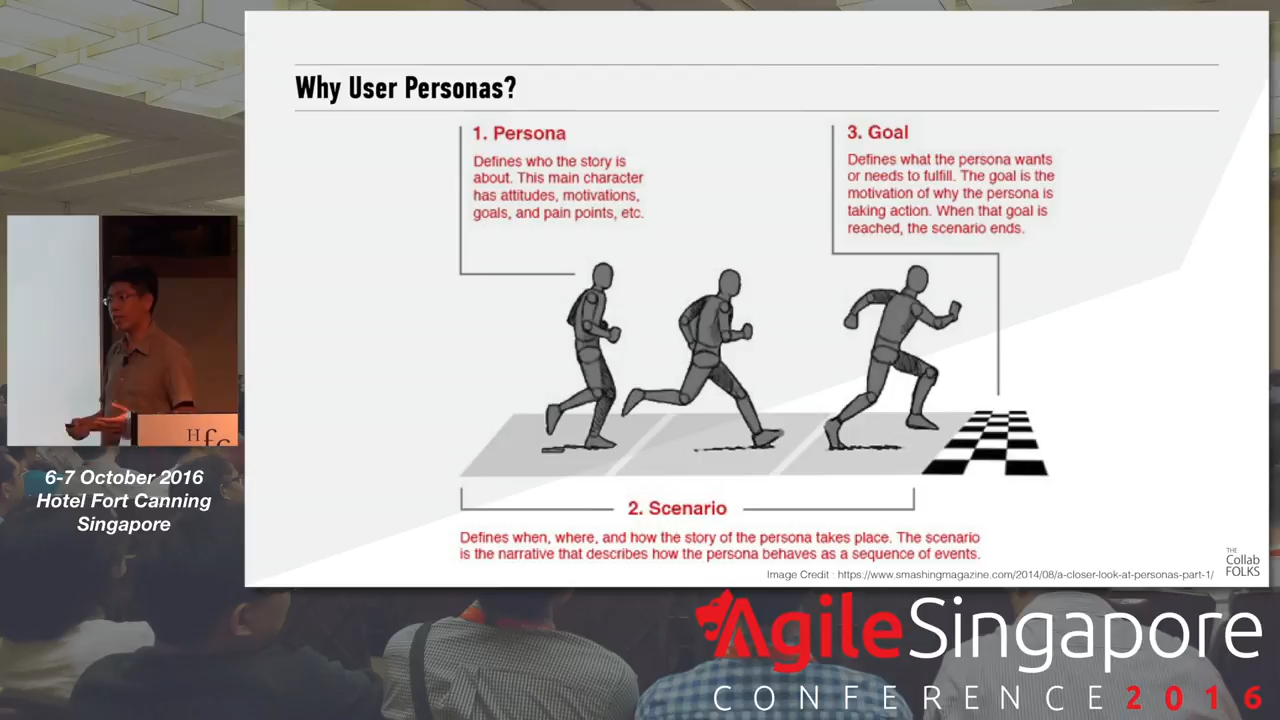 Why User Personas?
1. Persona
Defines who the story is
about. This main character
has attitudes, motivations,
goals, and pain points, etc.
3. Goal
Defines what the persona wants
or needs to fulfill. The goal is the
motivation of why the persona is
taking action. When that goal is
reached, the scenario ends.
2. Scenario
Defines when, where, and how the story of the persona takes place. The scenario
is the narrative that describes how the persona behaves as a sequence of events.
Image Credit : https://www.smashingmagazine.com/2014/08/a-closer-look-at-personas-part-1/
THE
Collab
FOLKS
Hfc
6-7 October 2016
Hotel Fort Canning
Singapore
AgileSingapore
CONFERENCE 2016